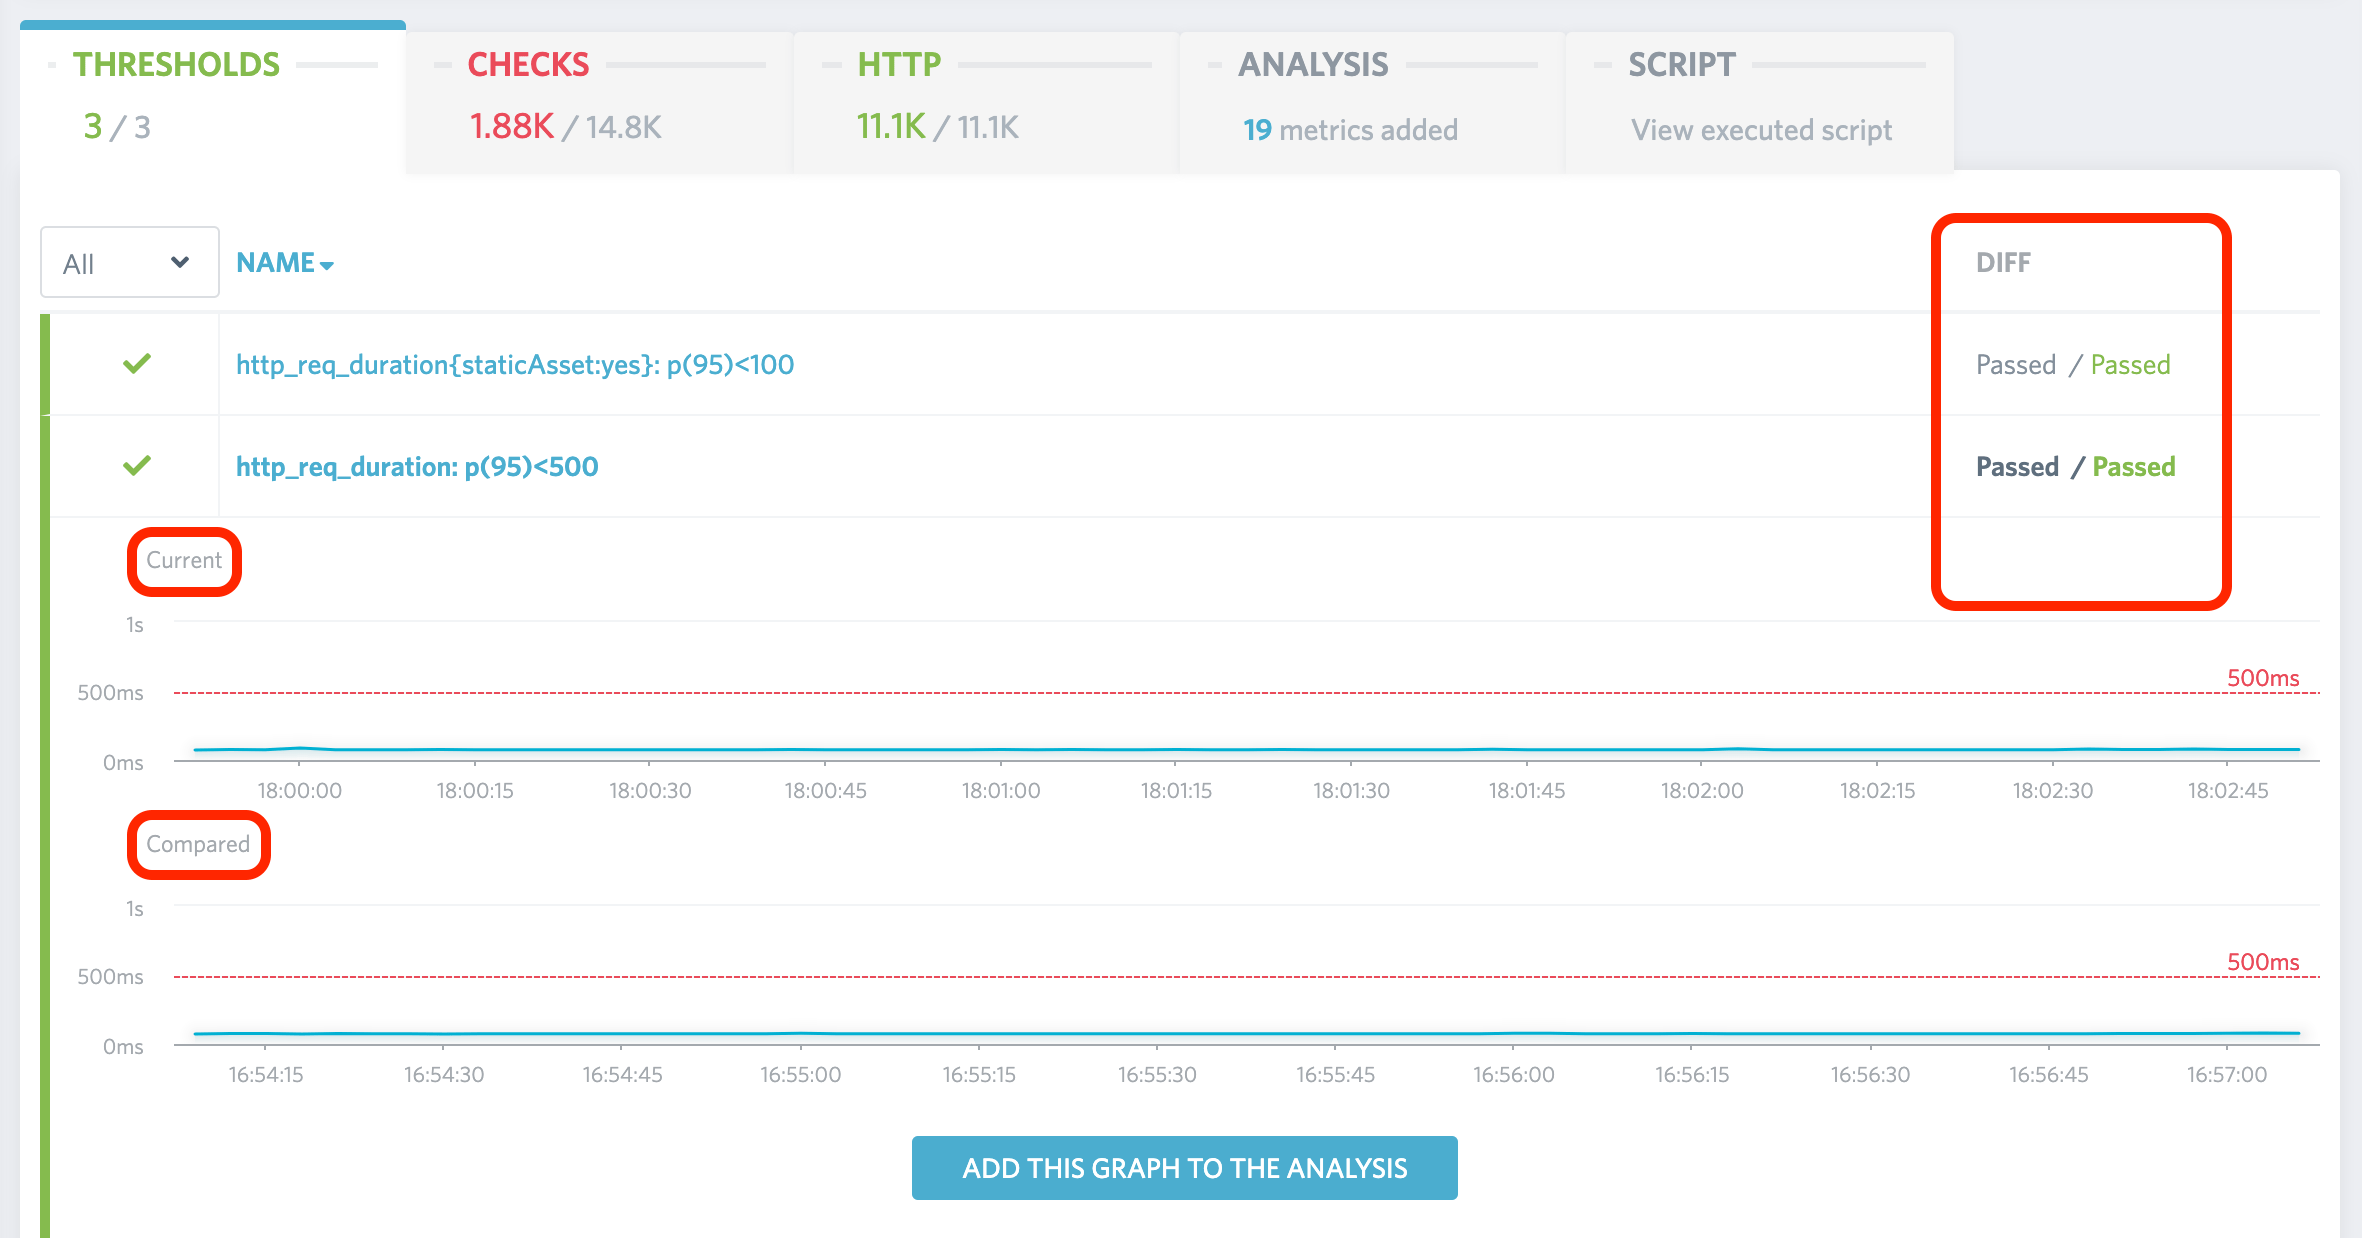 THRESHOLDS CHECKS HTTP ANALYSIS SCRIPT
3 / 3 1.88K / 14.8K 11.1K / 11.1K 19 metrics added View executed script
All NAME DIFF
http_req_duration{staticAsset:yes}: p(95)<100 Passed / Passed
http_req_duration: p(95)<500 Passed / Passed
Current
1s
500ms
500ms
0ms
18:00:00 18:00:15 18:00:30 18:00:45 18:01:00 18:01:15 18:01:30 18:01:45 18:02:00 18:02:15 18:02:30 18:02:45
Compared
1s
500ms
500ms
0ms
16:54:15 16:54:30 16:54:45 16:55:00 16:55:15 16:55:30 16:55:45 16:56:00 16:56:15 16:56:30 16:56:45 16:57:00
ADD THIS GRAPH TO THE ANALYSIS